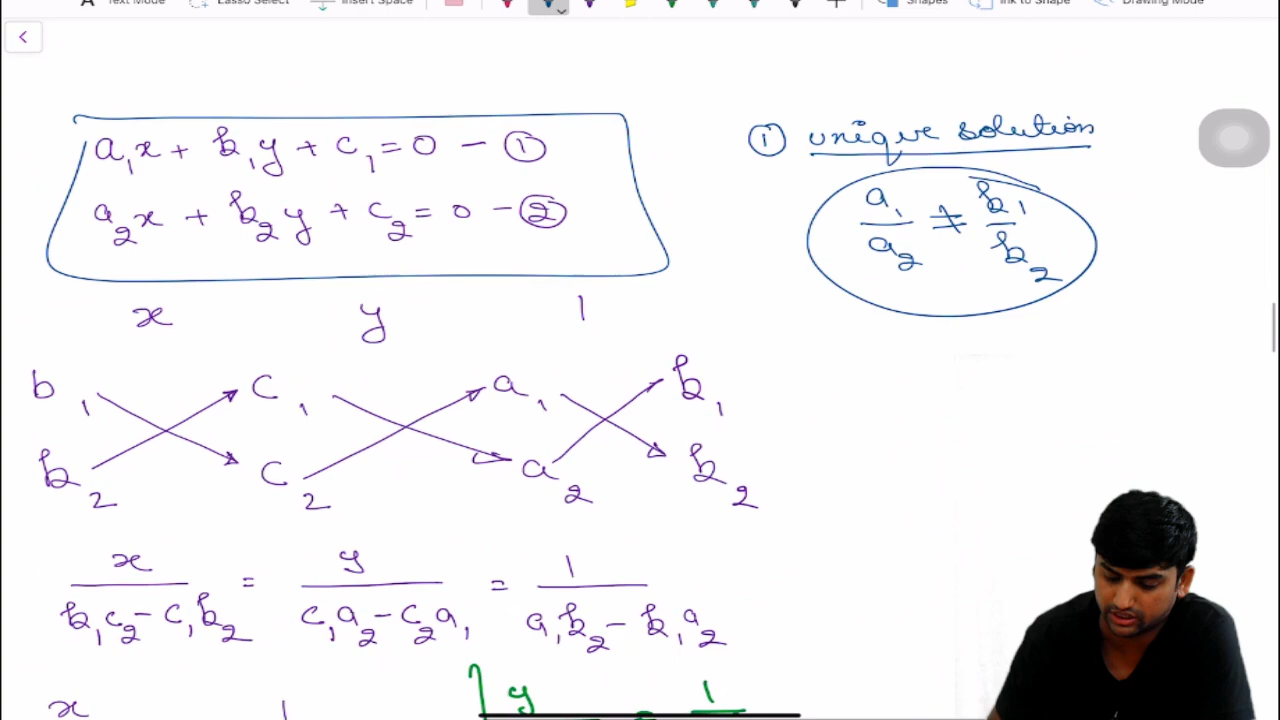 Text Mode Lasso Select Insert Space Shapes Ink to Shape Drawing Mode
a₁x + b₁y + c₁ = 0 - ①
a₂x + b₂y + c₂ = 0 - ②
① unique solution
a₁/a₂ ≠ b₁/b₂
x y 1
b₁ c₁ a₁ b₁
b₂ c₂ a₂ b₂
x/(b₁c₂ - c₁b₂) = y/(c₁a₂ - c₂a₁) = 1/(a₁b₂ - b₁a₂)
x 1 y 1